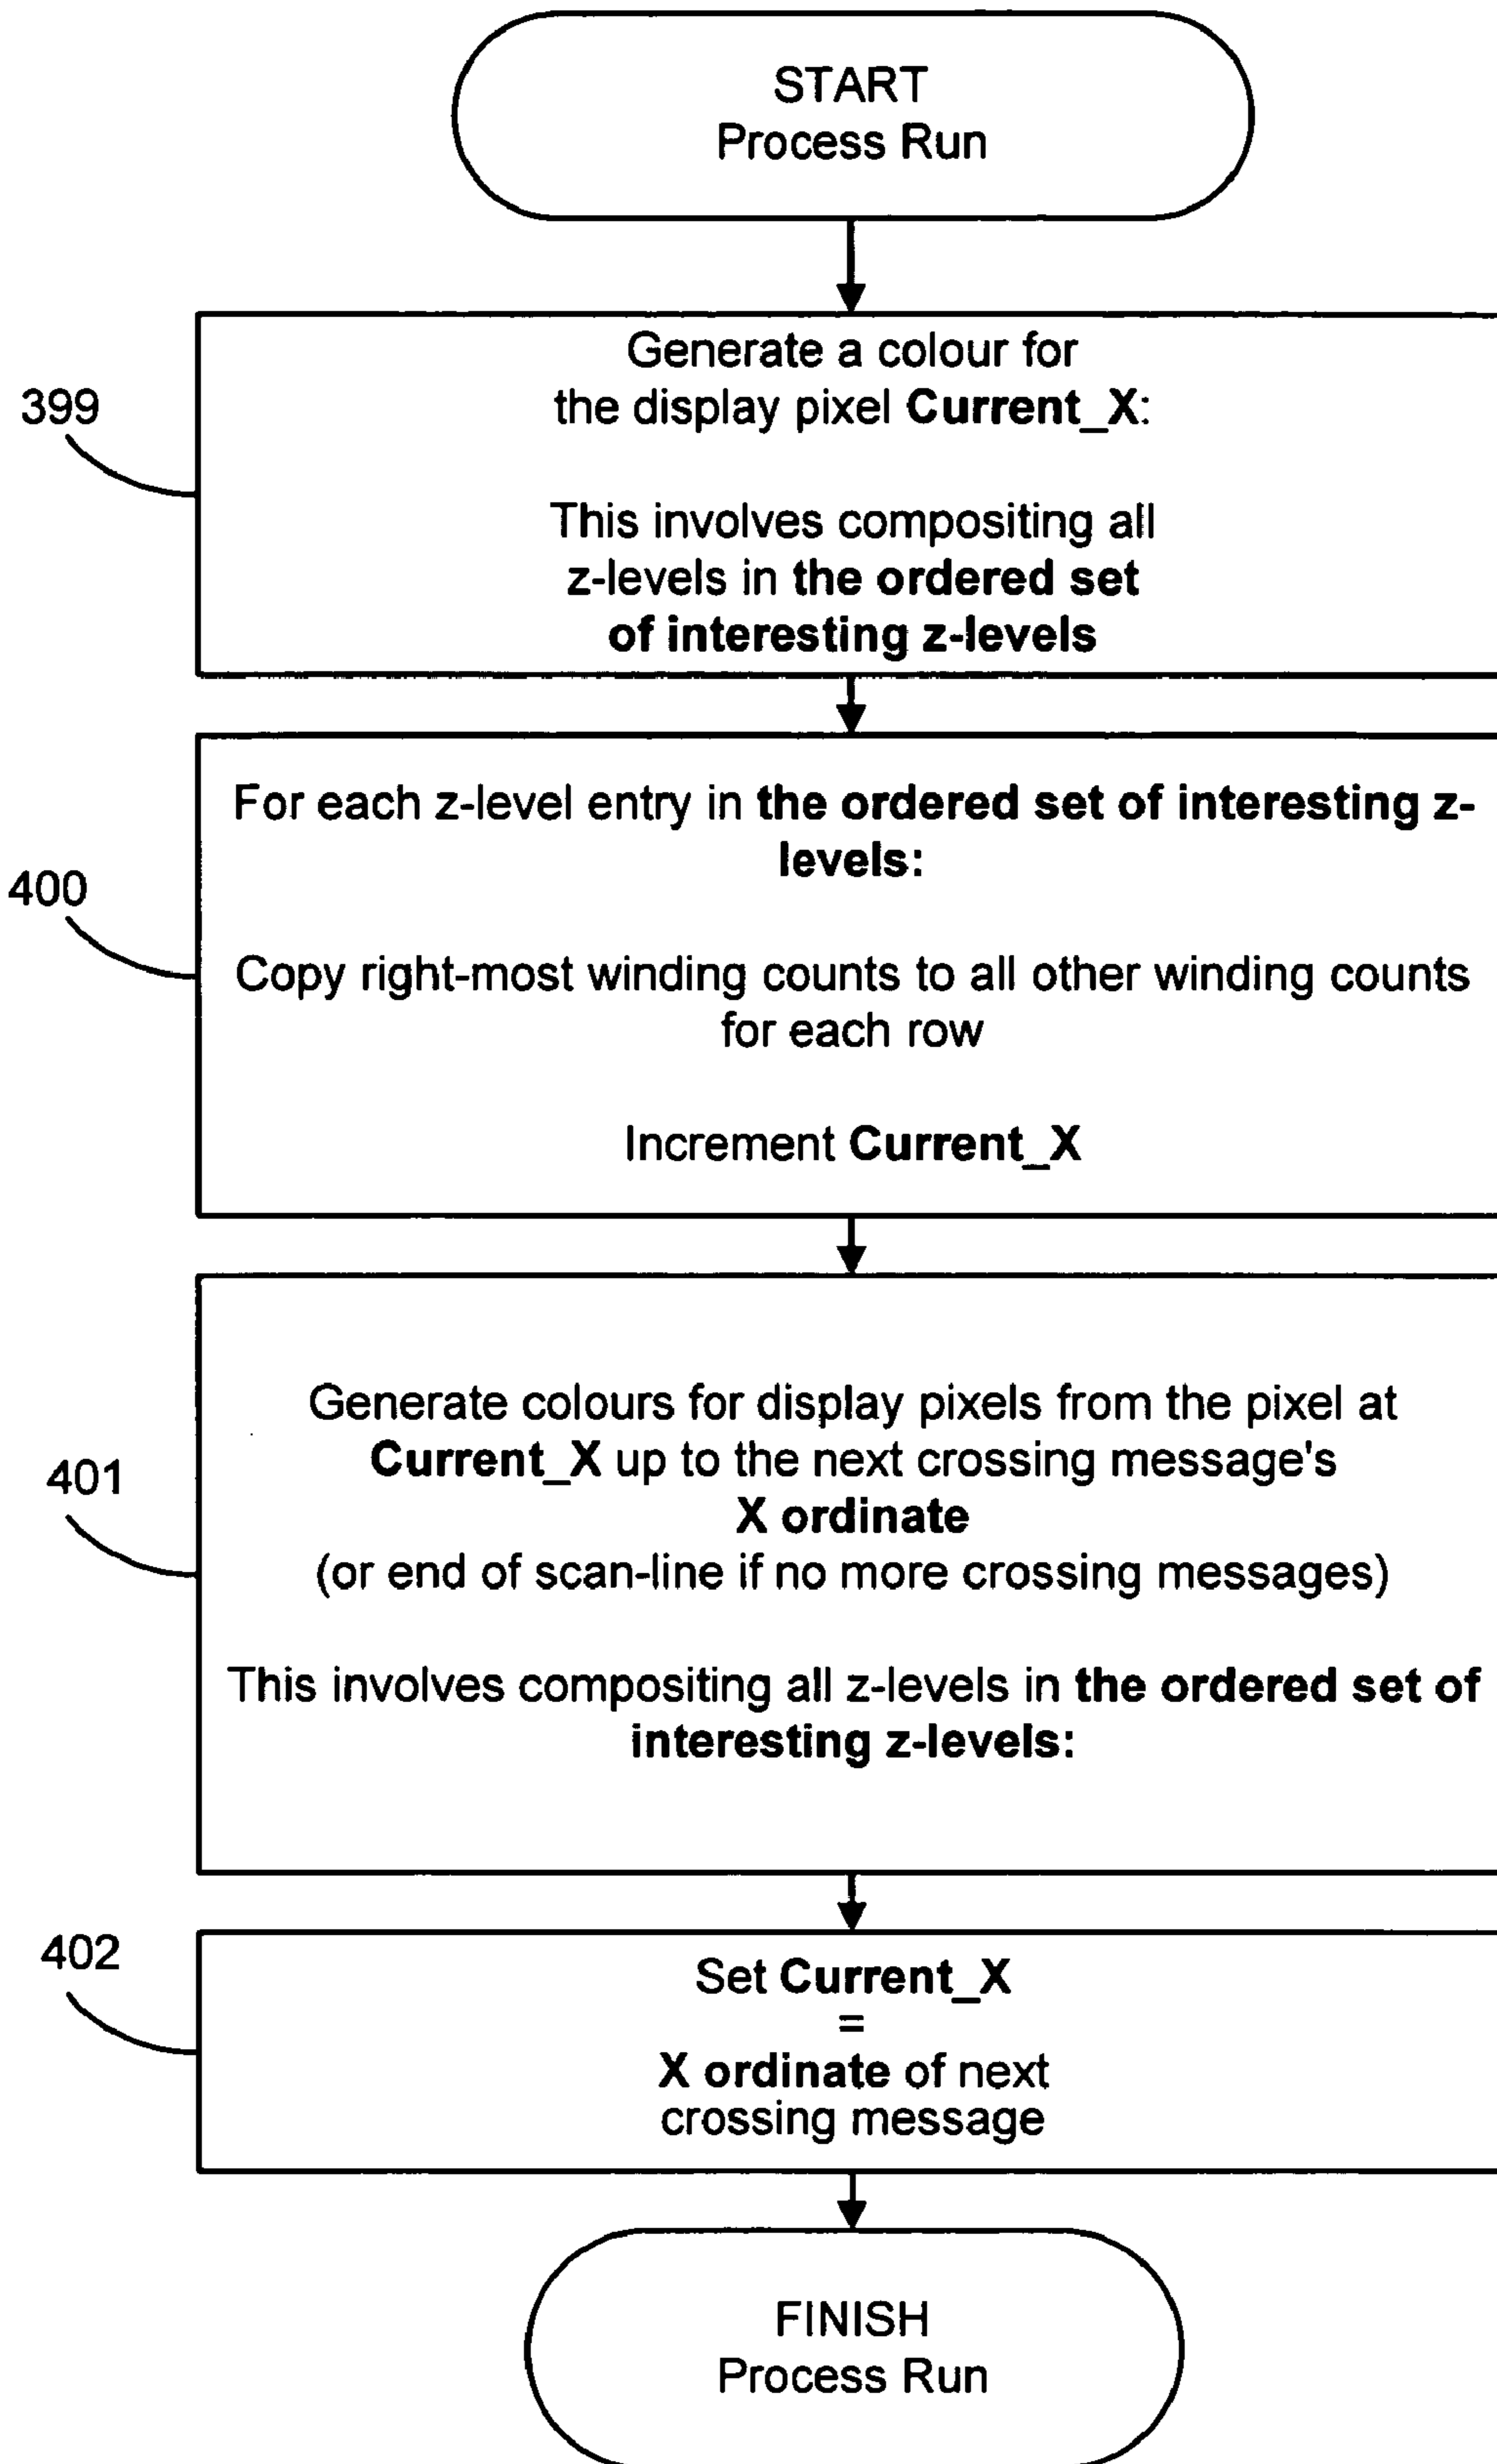 START
Process Run
399
Generate a colour for
the display pixel Current_X:
This involves compositing all
z-levels in the ordered set
of interesting z-levels
400
For each z-level entry in the ordered set of interesting z-
levels:
Copy right-most winding counts to all other winding counts
for each row
Increment Current_X
401
Generate colours for display pixels from the pixel at
Current_X up to the next crossing message's
X ordinate
(or end of scan-line if no more crossing messages)
This involves compositing all z-levels in the ordered set of
interesting z-levels:
402
Set Current_X
=
X ordinate of next
crossing message
FINISH
Process Run